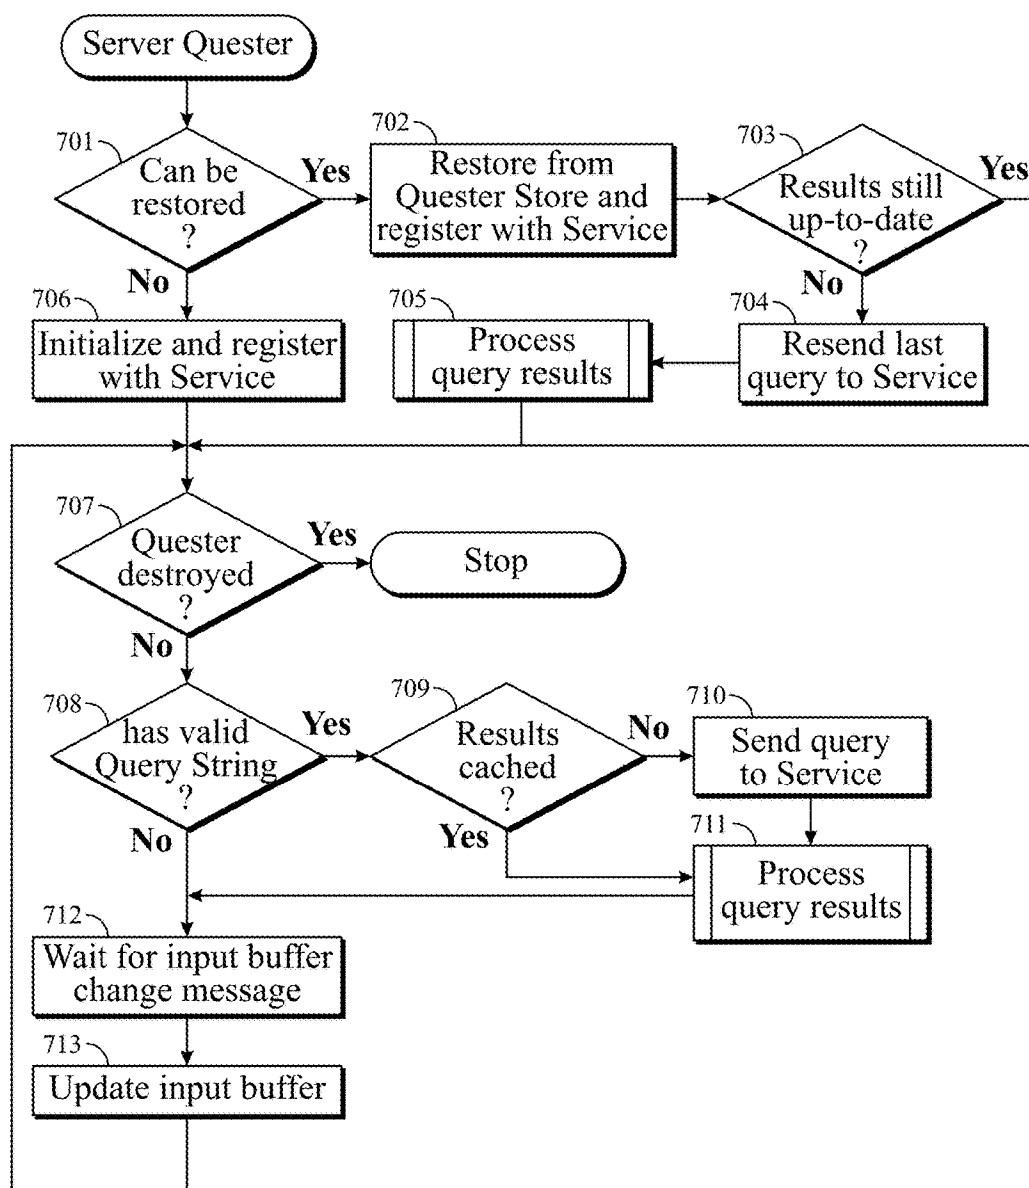 Server Quester
701
Can be
restored
?
Yes
No
702
Restore from
Quester Store and
register with Service
703
Results still
up-to-date
?
Yes
No
704
Resend last
query to Service
705
Process
query results
706
Initialize and register
with Service
707
Quester
destroyed
?
Yes
No
Stop
708
has valid
Query String
?
Yes
No
709
Results
cached
?
No
Yes
710
Send query
to Service
711
Process
query results
712
Wait for input buffer
change message
713
Update input buffer